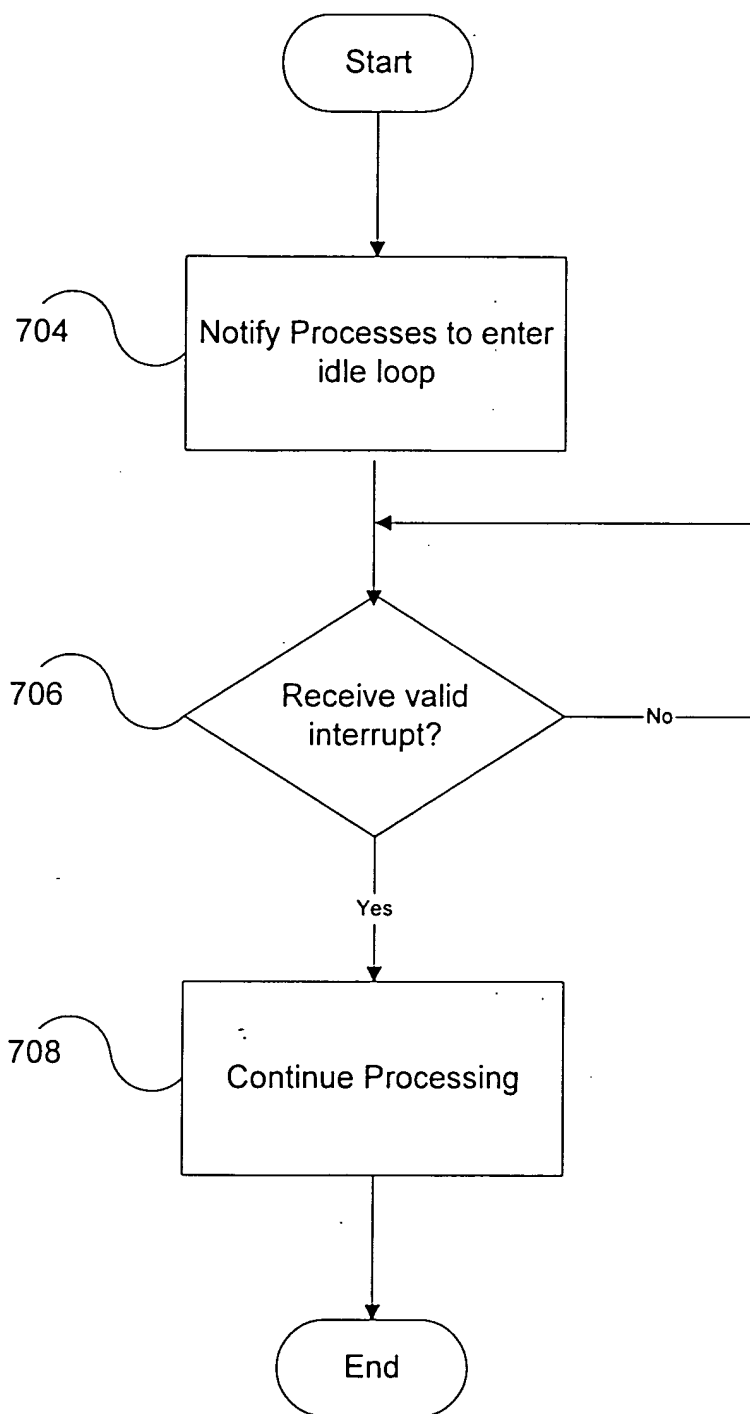 Start
704
Notify Processes to enter
idle loop
706
Receive valid
interrupt?
No
Yes
708
Continue Processing
End